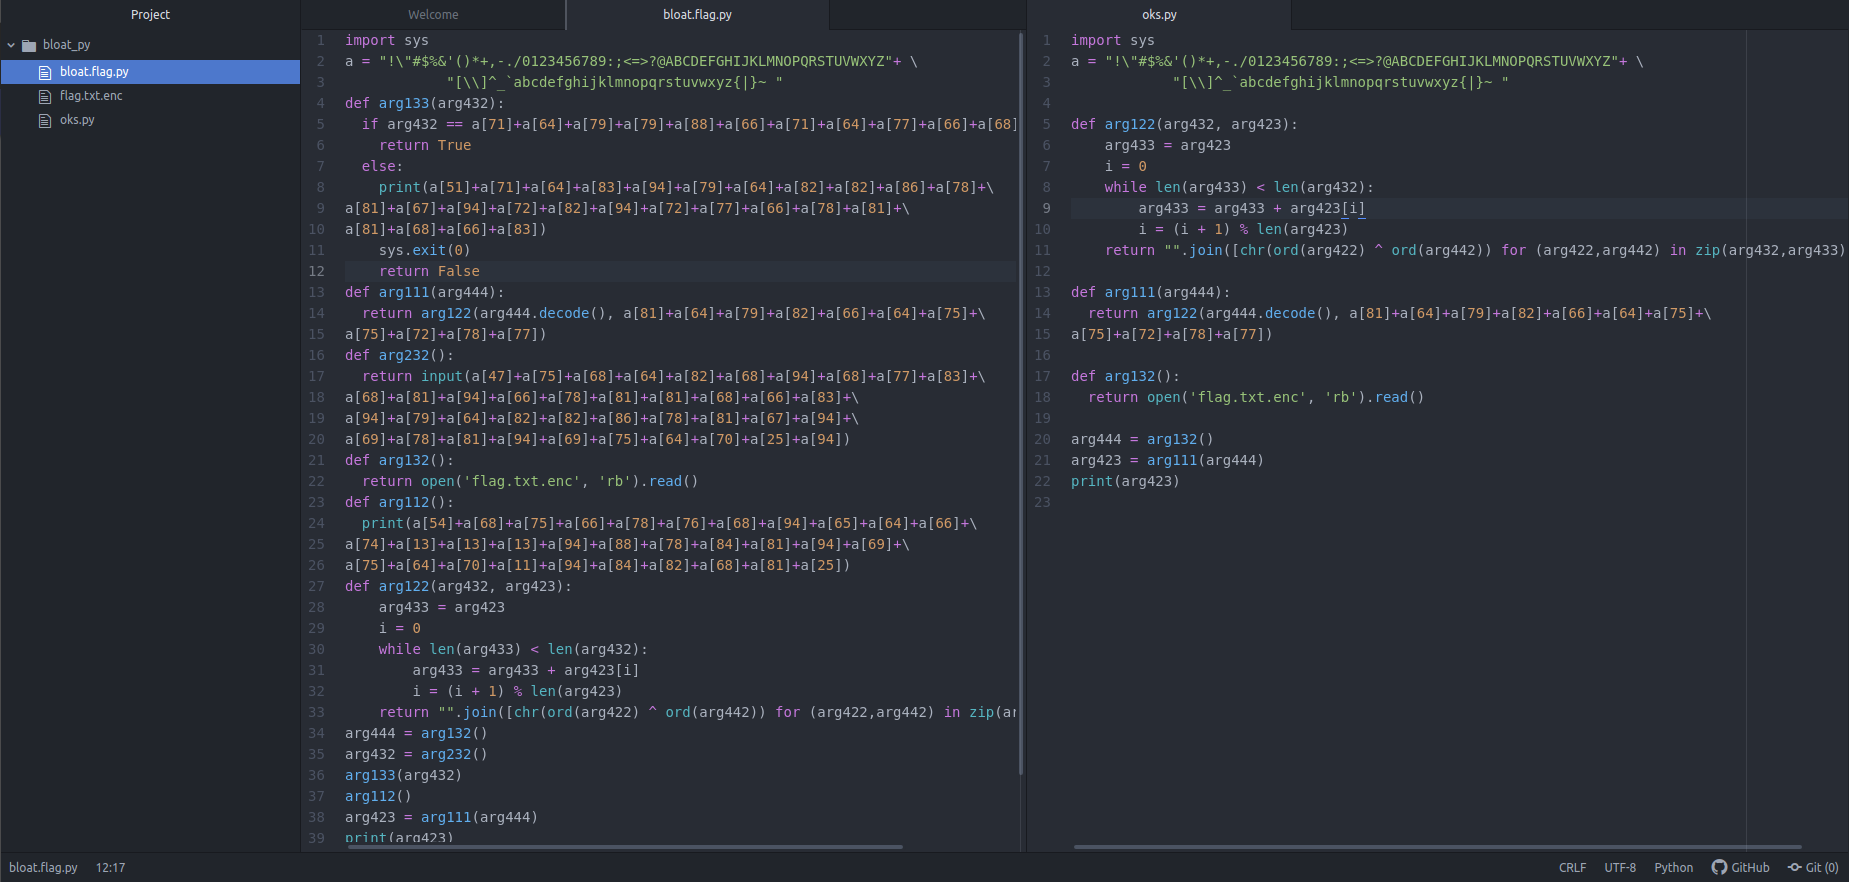 Project
bloat_py
bloat.flag.py
flag.txt.enc
oks.py
Welcome
bloat.flag.py
1 import sys
2 a = "!\"#$%&'()*+,-./0123456789:;<=>?@ABCDEFGHIJKLMNOPQRSTUVWXYZ"+ \
3 "[\\]^_`abcdefghijklmnopqrstuvwxyz{|}~ "
4 def arg133(arg432):
5 if arg432 == a[71]+a[64]+a[79]+a[79]+a[88]+a[66]+a[71]+a[64]+a[77]+a[66]+a[68]
6 return True
7 else:
8 print(a[51]+a[71]+a[64]+a[83]+a[94]+a[79]+a[64]+a[82]+a[82]+a[86]+a[78]+\
9 a[81]+a[67]+a[94]+a[72]+a[82]+a[94]+a[72]+a[77]+a[66]+a[78]+a[81]+\
10 a[81]+a[68]+a[66]+a[83])
11 sys.exit(0)
12 return False
13 def arg111(arg444):
14 return arg122(arg444.decode(), a[81]+a[64]+a[79]+a[82]+a[66]+a[64]+a[75]+\
15 a[75]+a[72]+a[78]+a[77])
16 def arg232():
17 return input(a[47]+a[75]+a[68]+a[64]+a[82]+a[68]+a[94]+a[68]+a[77]+a[83]+\
18 a[68]+a[81]+a[94]+a[66]+a[78]+a[81]+a[81]+a[68]+a[66]+a[83]+\
19 a[94]+a[79]+a[64]+a[82]+a[82]+a[86]+a[78]+a[81]+a[67]+a[94]+\
20 a[69]+a[78]+a[81]+a[94]+a[69]+a[75]+a[64]+a[70]+a[25]+a[94])
21 def arg132():
22 return open('flag.txt.enc', 'rb').read()
23 def arg112():
24 print(a[54]+a[68]+a[75]+a[66]+a[78]+a[76]+a[68]+a[94]+a[65]+a[64]+a[66]+\
25 a[74]+a[13]+a[13]+a[13]+a[94]+a[88]+a[78]+a[84]+a[81]+a[94]+a[69]+\
26 a[75]+a[64]+a[70]+a[11]+a[94]+a[84]+a[82]+a[68]+a[81]+a[25])
27 def arg122(arg432, arg423):
28 arg433 = arg423
29 i = 0
30 while len(arg433) < len(arg432):
31 arg433 = arg433 + arg423[i]
32 i = (i + 1) % len(arg423)
33 return "".join([chr(ord(arg422) ^ ord(arg442)) for (arg422,arg442) in zip(ar
34 arg444 = arg132()
35 arg432 = arg232()
36 arg133(arg432)
37 arg112()
38 arg423 = arg111(arg444)
39 print(arg423)
oks.py
1 import sys
2 a = "!\"#$%&'()*+,-./0123456789:;<=>?@ABCDEFGHIJKLMNOPQRSTUVWXYZ"+ \
3 "[\\]^_`abcdefghijklmnopqrstuvwxyz{|}~ "
4
5 def arg122(arg432, arg423):
6 arg433 = arg423
7 i = 0
8 while len(arg433) < len(arg432):
9 arg433 = arg433 + arg423[i]
10 i = (i + 1) % len(arg423)
11 return "".join([chr(ord(arg422) ^ ord(arg442)) for (arg422,arg442) in zip(arg432,arg433)
12
13 def arg111(arg444):
14 return arg122(arg444.decode(), a[81]+a[64]+a[79]+a[82]+a[66]+a[64]+a[75]+\
15 a[75]+a[72]+a[78]+a[77])
16
17 def arg132():
18 return open('flag.txt.enc', 'rb').read()
19
20 arg444 = arg132()
21 arg423 = arg111(arg444)
22 print(arg423)
23
bloat.flag.py 12:17
CRLF UTF-8 Python GitHub Git (0)